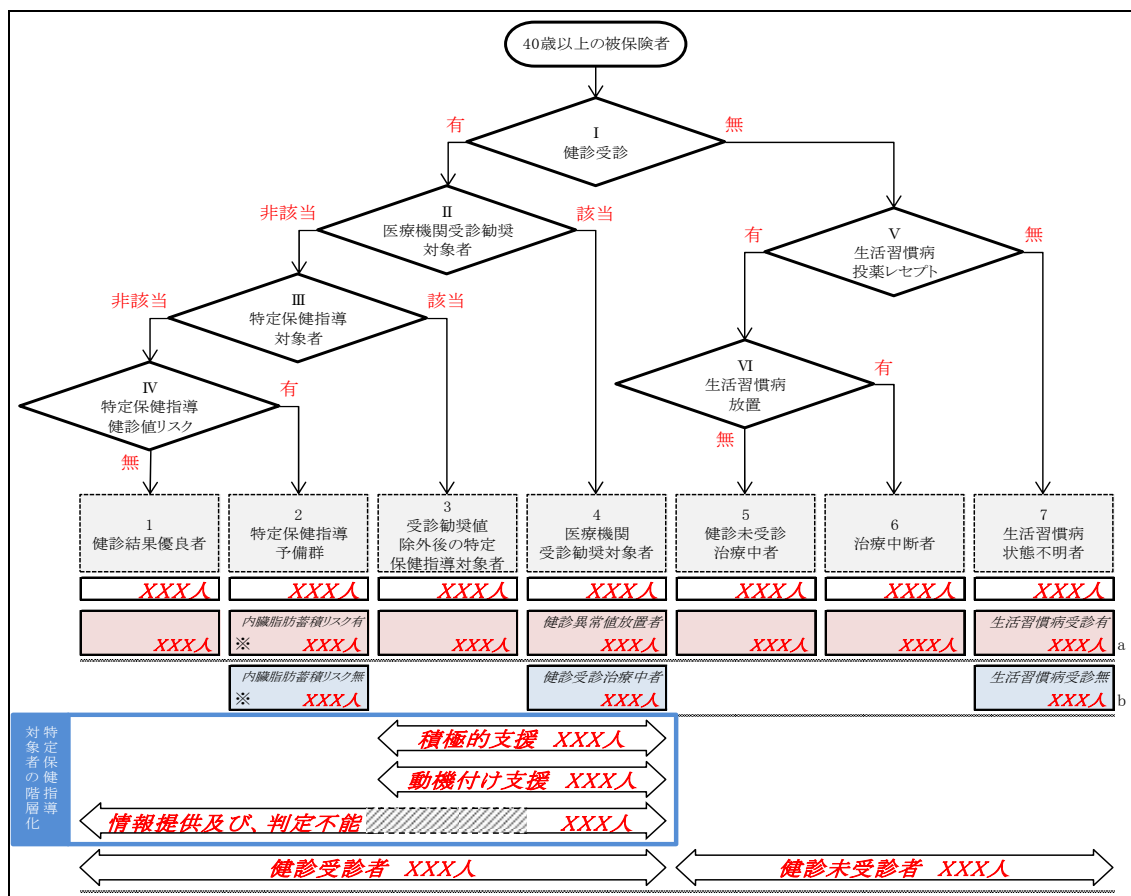 40歳以上の被保険者
Ⅰ
健診受診
有
無
Ⅱ
医療機関受診勧奨
対象者
非該当
該当
Ⅴ
生活習慣病
投薬レセプト
有
無
Ⅲ
特定保健指導
対象者
非該当
該当
Ⅵ
生活習慣病
放置
有
無
Ⅳ
特定保健指導
健診値リスク
有
無
1
健診結果優良者
2
特定保健指導
予備群
3
受診勧奨値
除外後の特定
保健指導対象者
4
医療機関
受診勧奨対象者
5
健診未受診
治療中者
6
治療中断者
7
生活習慣病
状態不明者
XXX人 XXX人 XXX人 XXX人 XXX人 XXX人 XXX人
内臓脂肪蓄積リスク有 健診異常値放置者 生活習慣病受診有
XXX人 ※ XXX人 XXX人 XXX人 XXX人 XXX人 XXX人 a
内臓脂肪蓄積リスク無 健診受診治療中者 生活習慣病受診無
※ XXX人 XXX人 XXX人 b
特定保健指導
対象者の階層化
積極的支援 XXX人
動機付け支援 XXX人
情報提供及び、判定不能 XXX人
健診受診者 XXX人 健診未受診者 XXX人